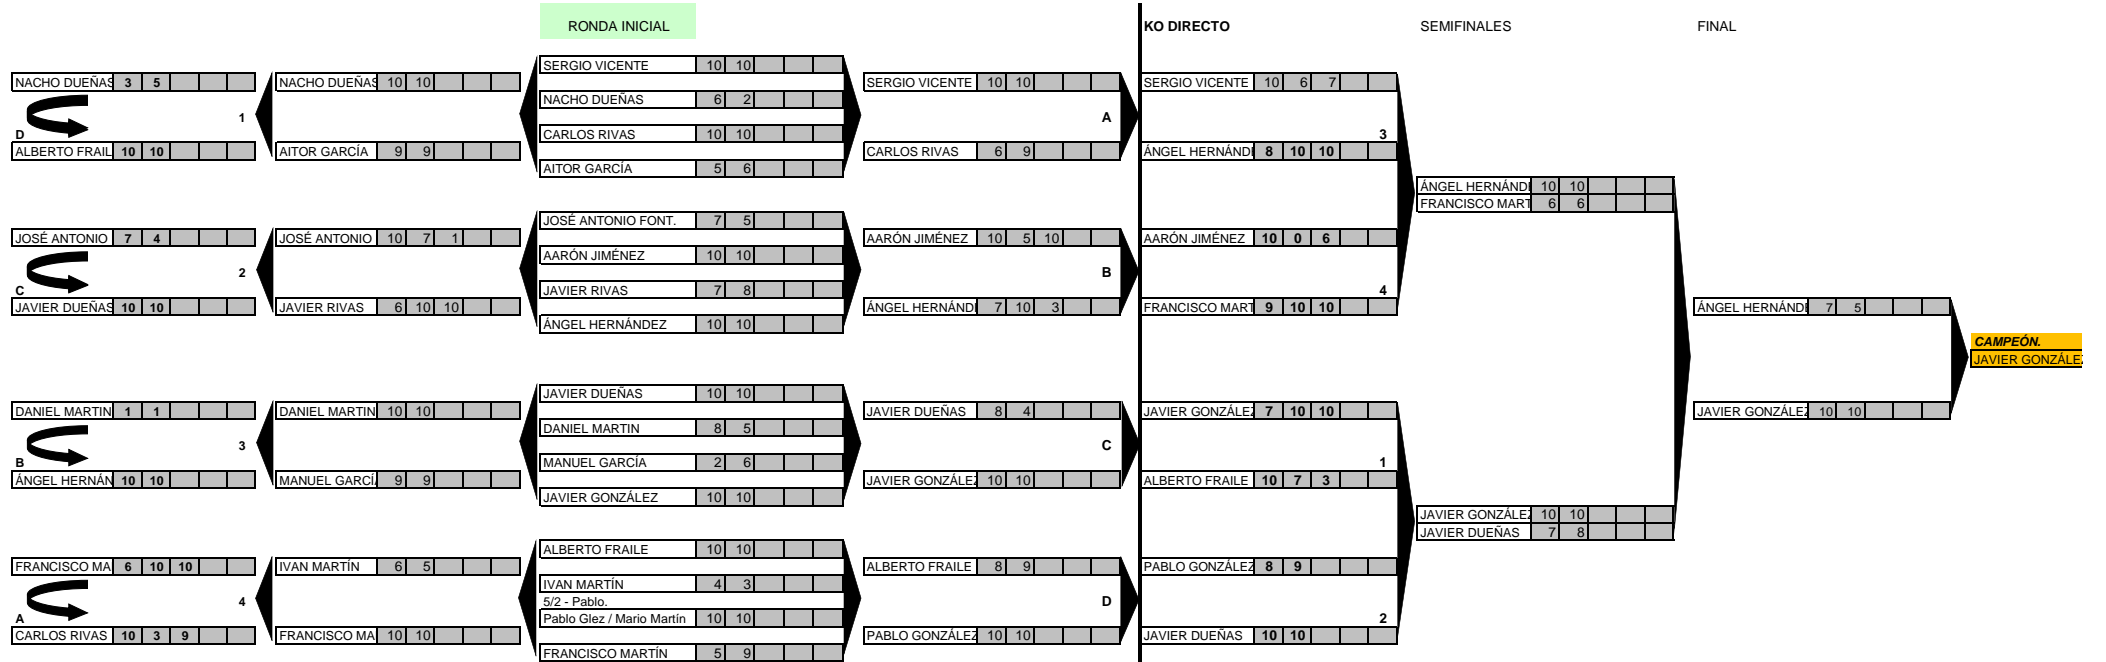 RONDA INICIAL KO DIRECTO SEMIFINALES FINAL
SERGIO VICENTE 10 10
NACHO DUEÑAS 3 5 NACHO DUEÑAS 10 10 SERGIO VICENTE 10 10 SERGIO VICENTE 10 6 7
NACHO DUEÑAS 6 2
1 A
D CARLOS RIVAS 10 10 3
ALBERTO FRAIL 10 10 AITOR GARCÍA 9 9 CARLOS RIVAS 6 9 ÁNGEL HERNÁND 8 10 10
AITOR GARCÍA 5 6
ÁNGEL HERNÁND 10 10
FRANCISCO MART 6 6
JOSÉ ANTONIO FONT. 7 5
JOSÉ ANTONIO 7 4 JOSÉ ANTONIO 10 7 1 AARÓN JIMÉNEZ 10 5 10 AARÓN JIMÉNEZ 10 0 6
AARÓN JIMÉNEZ 10 10
2 B
C JAVIER RIVAS 7 8 4
JAVIER DUEÑAS 10 10 JAVIER RIVAS 6 10 10 ÁNGEL HERNÁND 7 10 3 FRANCISCO MART 9 10 10 ÁNGEL HERNÁND 7 5
ÁNGEL HERNÁNDEZ 10 10
CAMPEÓN.
JAVIER GONZÁLE
JAVIER DUEÑAS 10 10
DANIEL MARTIN 1 1 DANIEL MARTIN 10 10 JAVIER DUEÑAS 8 4 JAVIER GONZÁLEZ 7 10 10 JAVIER GONZÁLEZ 10 10
DANIEL MARTIN 8 5
3 C
B MANUEL GARCÍA 2 6 1
ÁNGEL HERNÁN 10 10 MANUEL GARCÍA 9 9 JAVIER GONZÁLEZ 10 10 ALBERTO FRAILE 10 7 3
JAVIER GONZÁLEZ 10 10
JAVIER GONZÁLEZ 10 10
JAVIER DUEÑAS 7 8
ALBERTO FRAILE 10 10
FRANCISCO MA 6 10 10 IVAN MARTÍN 6 5 ALBERTO FRAILE 8 9 PABLO GONZÁLEZ 8 9
IVAN MARTÍN 4 3
4 5/2 - Pablo. D
A Pablo Glez / Mario Martín 10 10 2
CARLOS RIVAS 10 3 9 FRANCISCO MA 10 10 PABLO GONZÁLEZ 10 10 JAVIER DUEÑAS 10 10
FRANCISCO MARTÍN 5 9